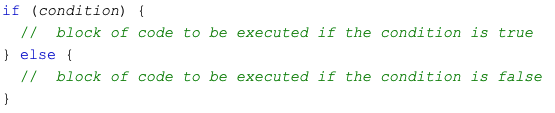 if (condition) {
  //  block of code to be executed if the condition is true
} else {
  //  block of code to be executed if the condition is false
}